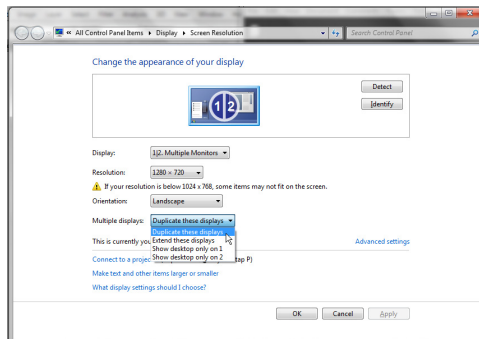 « All Control Panel Items ▸ Display ▸ Screen Resolution
Search Control Panel
Change the appearance of your display
Detect
Identify
1|2
Display: 1|2. Multiple Monitors
Resolution: 1280 × 720
If your resolution is below 1024 x 768, some items may not fit on the screen.
Orientation: Landscape
Multiple displays: Duplicate these displays
Duplicate these displays
Extend these displays
Show desktop only on 1
Show desktop only on 2
This is currently you
Advanced settings
Connect to a projec
tap P)
Make text and other items larger or smaller
What display settings should I choose?
OK Cancel Apply